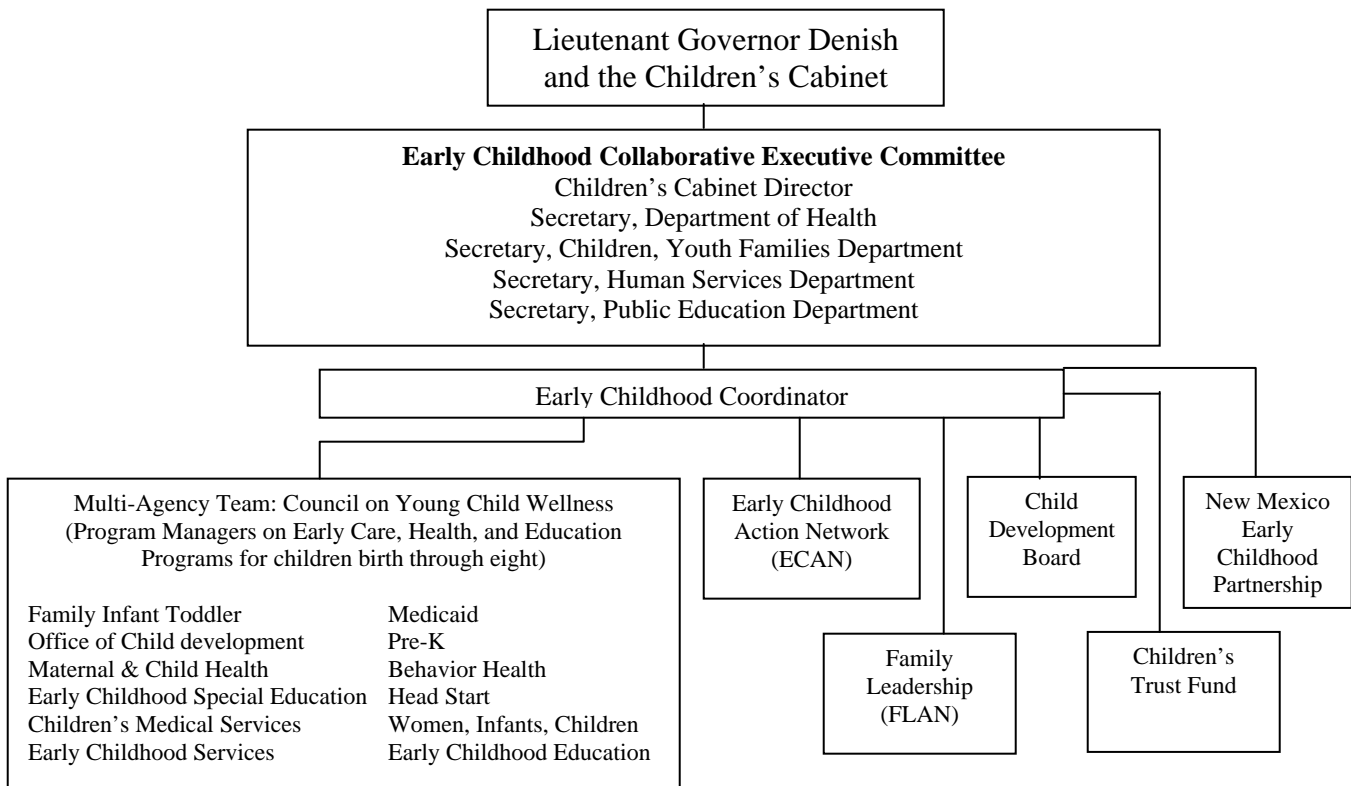 Lieutenant Governor Denish
and the Children’s Cabinet
Early Childhood Collaborative Executive Committee
Children’s Cabinet Director
Secretary, Department of Health
Secretary, Children, Youth Families Department
Secretary, Human Services Department
Secretary, Public Education Department
Early Childhood Coordinator
Multi-Agency Team: Council on Young Child Wellness
(Program Managers on Early Care, Health, and Education
Programs for children birth through eight)
Family Infant Toddler
Office of Child development
Maternal & Child Health
Early Childhood Special Education
Children’s Medical Services
Early Childhood Services
Medicaid
Pre-K
Behavior Health
Head Start
Women, Infants, Children
Early Childhood Education
Early Childhood
Action Network
(ECAN)
Family
Leadership
(FLAN)
Child
Development
Board
Children’s
Trust Fund
New Mexico
Early
Childhood
Partnership